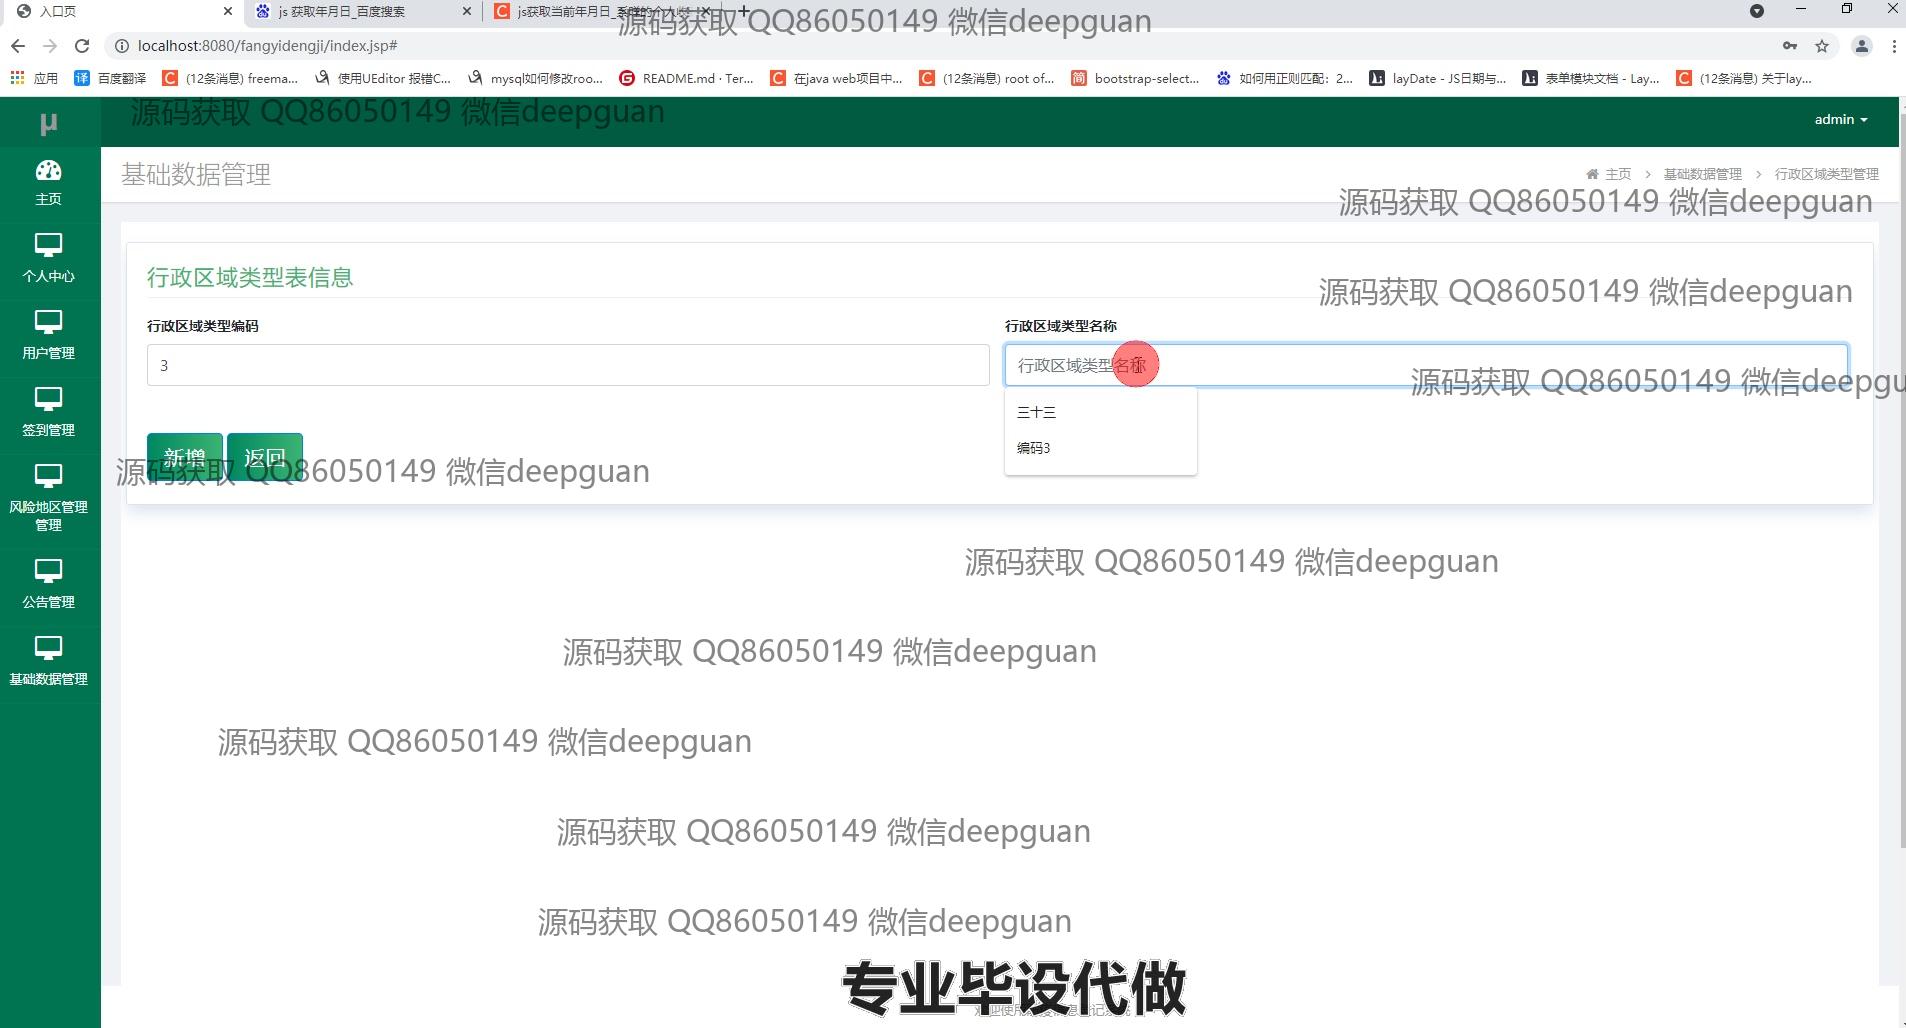 入口页
js 获取年月日_百度搜索
js获取当前年月日_
源码获取 QQ86050149 微信deepguan
localhost:8080/fangyidengji/index.jsp#
应用
百度翻译
(12条消息) freema...
使用UEditor 报错C...
mysql如何修改roo...
README.md · Ter...
在java web项目中...
(12条消息) root of...
bootstrap-select...
如何用正则匹配：2...
layDate - JS日期与...
表单模块文档 - Lay...
(12条消息) 关于lay...
μ
源码获取 QQ86050149 微信deepguan
admin
主页
个人中心
用户管理
签到管理
风险地区管理
管理
公告管理
基础数据管理
基础数据管理
主页 > 基础数据管理 > 行政区域类型管理
源码获取 QQ86050149 微信deepguan
行政区域类型表信息
源码获取 QQ86050149 微信deepguan
行政区域类型编码
行政区域类型名称
3
行政区域类型名称
源码获取 QQ86050149 微信deepgu
三十三
编码3
新增
返回
源码获取 QQ86050149 微信deepguan
源码获取 QQ86050149 微信deepguan
源码获取 QQ86050149 微信deepguan
源码获取 QQ86050149 微信deepguan
源码获取 QQ86050149 微信deepguan
源码获取 QQ86050149 微信deepguan
专业毕设代做